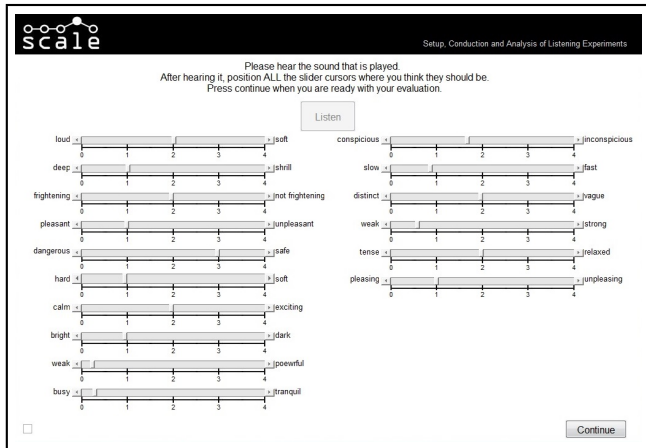 scale
Setup, Conduction and Analysis of Listening Experiments
Please hear the sound that is played.
After hearing it, position ALL the slider cursors where you think they should be.
Press continue when you are ready with your evaluation.
Listen
loud soft
0 1 2 3 4
deep shrill
0 1 2 3 4
frightening not frightening
0 1 2 3 4
pleasant unpleasant
0 1 2 3 4
dangerous safe
0 1 2 3 4
hard soft
0 1 2 3 4
calm exciting
0 1 2 3 4
bright dark
0 1 2 3 4
weak poewrful
0 1 2 3 4
busy tranquil
0 1 2 3 4
conspicious inconspicious
0 1 2 3 4
slow fast
0 1 2 3 4
distinct vague
0 1 2 3 4
weak strong
0 1 2 3 4
tense relaxed
0 1 2 3 4
pleasing unpleasing
0 1 2 3 4
Continue